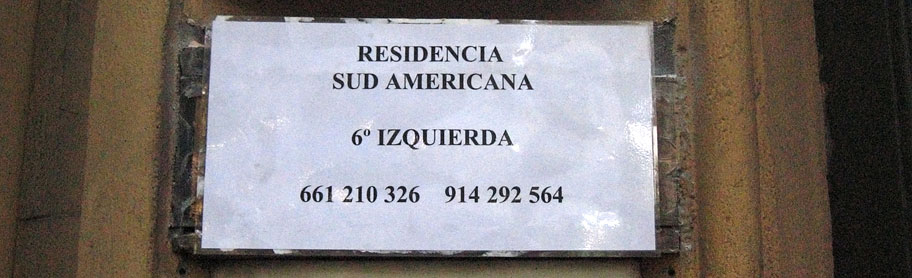 RESIDENCIA
SUD AMERICANA
6º IZQUIERDA
661 210 326 914 292 564